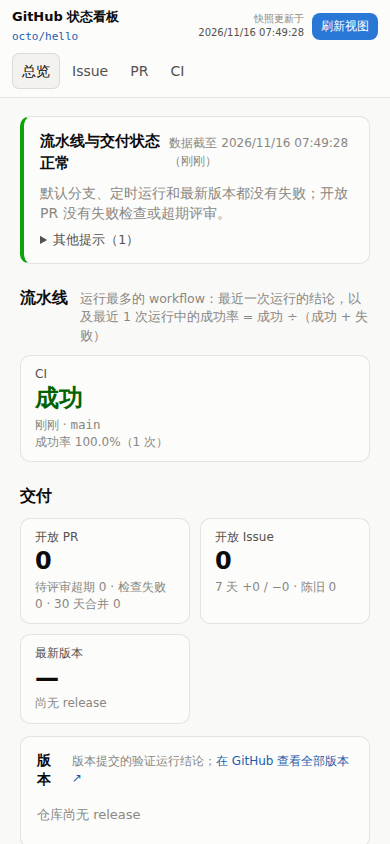 GitHub 状态看板
octo/hello
快照更新于
2026/11/16 07:49:28
刷新视图
总览 Issue PR CI
流水线与交付状态
正常
数据截至 2026/11/16 07:49:28
（刚刚）
默认分支、定时运行和最新版本都没有失败；开放
PR 没有失败检查或超期评审。
▶ 其他提示（1）
流水线
运行最多的 workflow：最近一次运行的结论，以
及最近 1 次运行中的成功率 = 成功 ÷（成功 + 失
败）
CI
成功
刚刚 · main
成功率 100.0%（1 次）
交付
开放 PR
0
待评审超期 0 · 检查失败
0 · 30 天合并 0
开放 Issue
0
7 天 +0 / −0 · 陈旧 0
最新版本
—
尚无 release
版
本
版本提交的验证运行结论；在 GitHub 查看全部版本
↗
仓库尚无 release